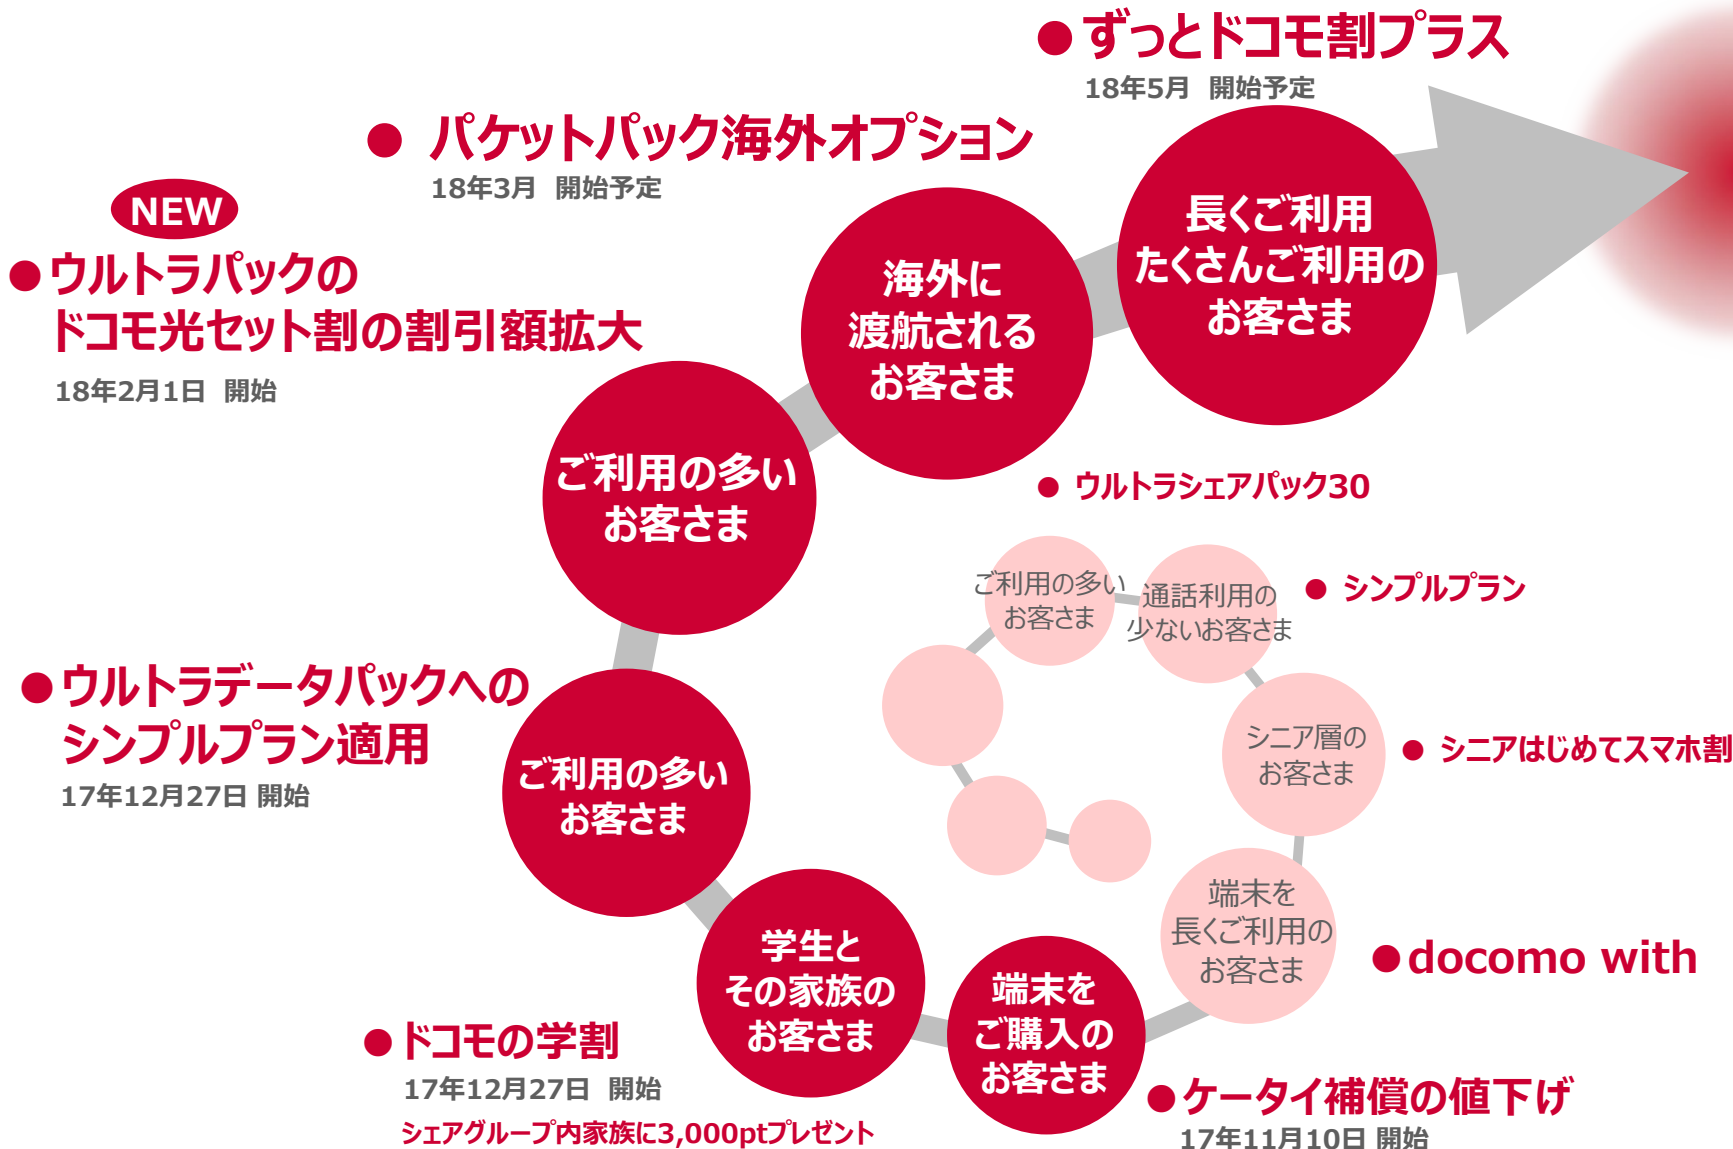 ●ずっとドコモ割プラス
18年5月 開始予定
● パケットパック海外オプション
18年3月 開始予定
NEW
●ウルトラパックの
ドコモ光セット割の割引額拡大
18年2月1日 開始
長くご利用
たくさんご利用の
お客さま
海外に
渡航される
お客さま
ご利用の多い
お客さま
● ウルトラシェアパック30
ご利用の多い
お客さま
通話利用の
少ないお客さま
● シンプルプラン
●ウルトラデータパックへの
シンプルプラン適用
17年12月27日 開始
ご利用の多い
お客さま
シニア層の
お客さま
● シニアはじめてスマホ割
端末を
長くご利用の
お客さま
●docomo with
学生と
その家族の
お客さま
端末を
ご購入の
お客さま
●ドコモの学割
17年12月27日 開始
シェアグループ内家族に3,000ptプレゼント
●ケータイ補償の値下げ
17年11月10日 開始